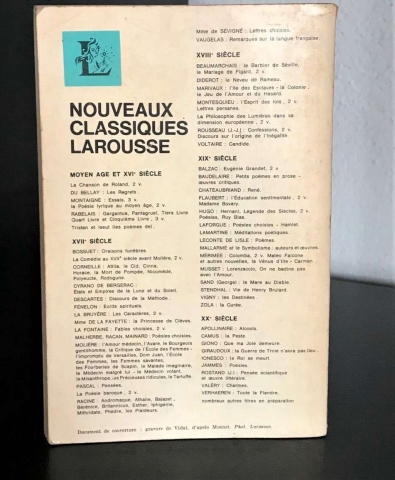 L
NOUVEAUX
CLASSIQUES
LAROUSSE
MOYEN AGE ET XVIᵉ SIÈCLE
La Chanson de Roland, 2 v.
DU BELLAY : Les Regrets.
MONTAIGNE : Essais, 3 v.
la Poésie lyrique au moyen âge, 2 v.
RABELAIS : Gargantua, Pantagruel, Tiers Livre
Quart Livre et Cinquième Livre, 3 v.
Tristan et Iseut (les poèmes de) .
XVIIᵉ SIÈCLE
BOSSUET : Oraisons funèbres.
La Comédie au XVIIᵉ siècle avant Molière, 2 v.
CORNEILLE : Attila, le Cid, Cinna,
Horace, la Mort de Pompée, Nicomède,
Polyeucte, Rodogune.
CYRANO DE BERGERAC :
États et Empires de la Lune et du Soleil.
DESCARTES : Discours de la Méthode.
FÉNELON : Écrits spirituels.
LA BRUYÈRE : Les Caractères, 2 v.
Mme DE LA FAYETTE : la Princesse de Clèves.
LA FONTAINE : Fables choisies, 2 v.
MALHERBE, RACAN, MAINARD : Poésies choisies.
MOLIÈRE : l'Amour médecin, l'Avare, le Bourgeois
gentilhomme, la Critique de l'École des Femmes -
l'Impromptu de Versailles, Dom Juan, l'École
des Femmes, les Femmes savantes,
les Fourberies de Scapin, le Malade imaginaire,
le Médecin malgré lui - le Médecin volant,
le Misanthrope, les Précieuses ridicules, le Tartuffe.
PASCAL : Pensées.
La Poésie baroque , 2 v.
RACINE : Andromaque, Athalie, Bajazet ,
Bérénice, Britannicus, Esther, Iphigénie,
Mithridate, Phèdre, les Plaideurs.
Mme de SÉVIGNÉ : Lettres choisies.
VAUGELAS : Remarques sur la langue française.
XVIIIᵉ SIÈCLE
BEAUMARCHAIS : le Barbier de Séville,
le Mariage de Figaro, 2 v.
DIDEROT : le Neveu de Rameau.
MARIVAUX : l'Ile des Esclaves - la Colonie ;
le Jeu de l'Amour et du Hasard.
MONTESQUIEU : l'Esprit des lois , 2 v.
Lettres persanes.
La Philosophie des Lumières dans sa
dimension européenne , 2 v.
ROUSSEAU (J.-J.) : Confessions, 2 v.
Discours sur l'origine de l'Inégalité.
VOLTAIRE : Candide.
XIXᵉ SIÈCLE
BALZAC : Eugénie Grandet, 2 v.
BAUDELAIRE : Petits poèmes en prose -
œuvres critiques.
CHATEAUBRIAND : René.
FLAUBERT : l'Éducation sentimentale , 2 v.
Madame Bovary.
HUGO : Hernani, Légende des Siècles, 2 v.
Poésies, Ruy Blas.
LAFORGUE : Poésies choisies - Hamlet.
LAMARTINE : Méditations poétiques.
LECONTE DE LISLE : Poèmes.
MALLARMÉ et le Symbolisme : auteurs et œuvres.
MÉRIMÉE : Colomba, 2 v. Mateo Falcone
et autres nouvelles, la Vénus d'Ille - Carmen.
MUSSET : Lorenzaccio, On ne badine pas
avec l'Amour.
SAND (George) : la Mare au Diable.
STENDHAL : Vie de Henry Brulard.
VIGNY : les Destinées .
ZOLA : la Curée.
XXᵉ SIÈCLE
APOLLINAIRE : Alcools.
CAMUS : la Peste.
GIONO : Que ma joie demeure.
GIRAUDOUX : la Guerre de Troie n'aura pas lieu.
IONESCO : le Roi se meurt.
JAMMES : Poésies.
ROSTAND (J.) : Pensée scientifique
et œuvre littéraire.
VALÉRY : Charmes.
VERHAEREN : Toute la Flandre.
nombreux autres titres en préparation
Document de couverture : gravure de Vidal, d'après Monnet. Phot. Larousse.